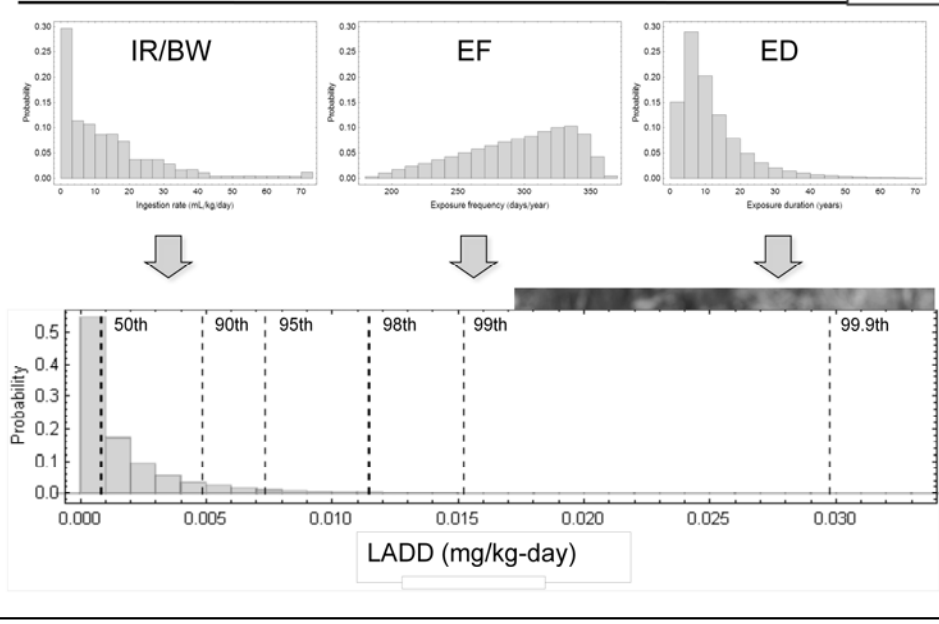 IR/BW
0.30
0.25
0.20
0.15
0.10
0.05
0.00
Probability
0 10 20 30 40 50 60 70
Ingestion rate (mL/kg/day)
EF
0.30
0.25
0.20
0.15
0.10
0.05
0.00
Probability
200 250 300 350
Exposure frequency (days/year)
ED
0.30
0.25
0.20
0.15
0.10
0.05
0.00
Probability
0 10 20 30 40 50 60 70
Exposure duration (years)
50th 90th 95th 98th 99th 99.9th
0.5
0.4
0.3
0.2
0.1
0.0
Probability
0.000 0.005 0.010 0.015 0.020 0.025 0.030
LADD (mg/kg-day)